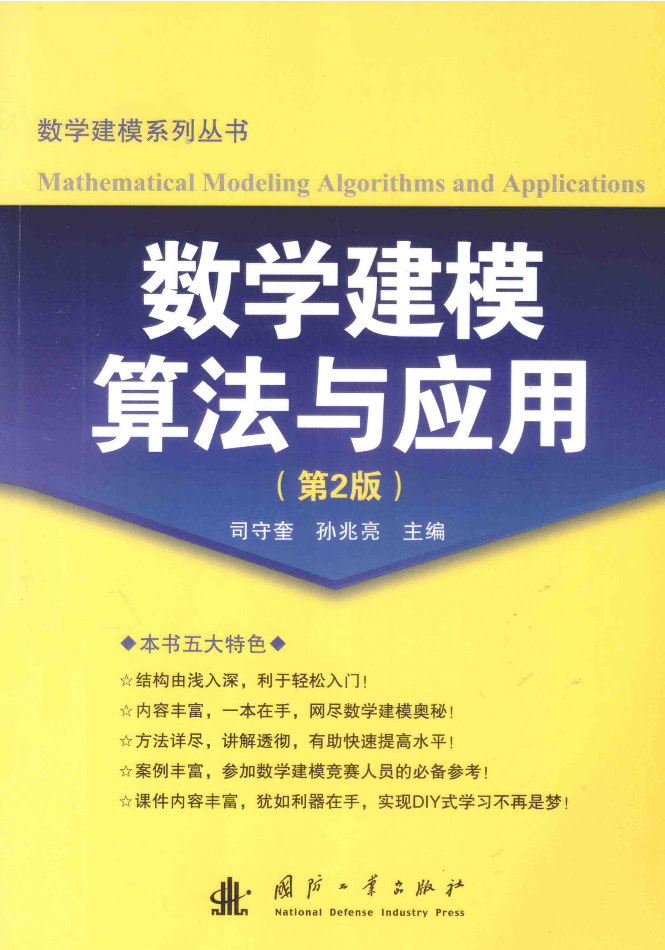 数学建模系列丛书
Mathematical Modeling Algorithms and Applications
数学建模
算法与应用
(第2版)
司守奎 孙兆亮 主编
◆本书五大特色◆
☆结构由浅入深，利于轻松入门！
☆内容丰富，一本在手，网尽数学建模奥秘！
☆方法详尽，讲解透彻，有助快速提高水平！
☆案例丰富，参加数学建模竞赛人员的必备参考！
☆课件内容丰富，犹如利器在手，实现DIY式学习不再是梦！
國防工業出版社
National Defense Industry Press